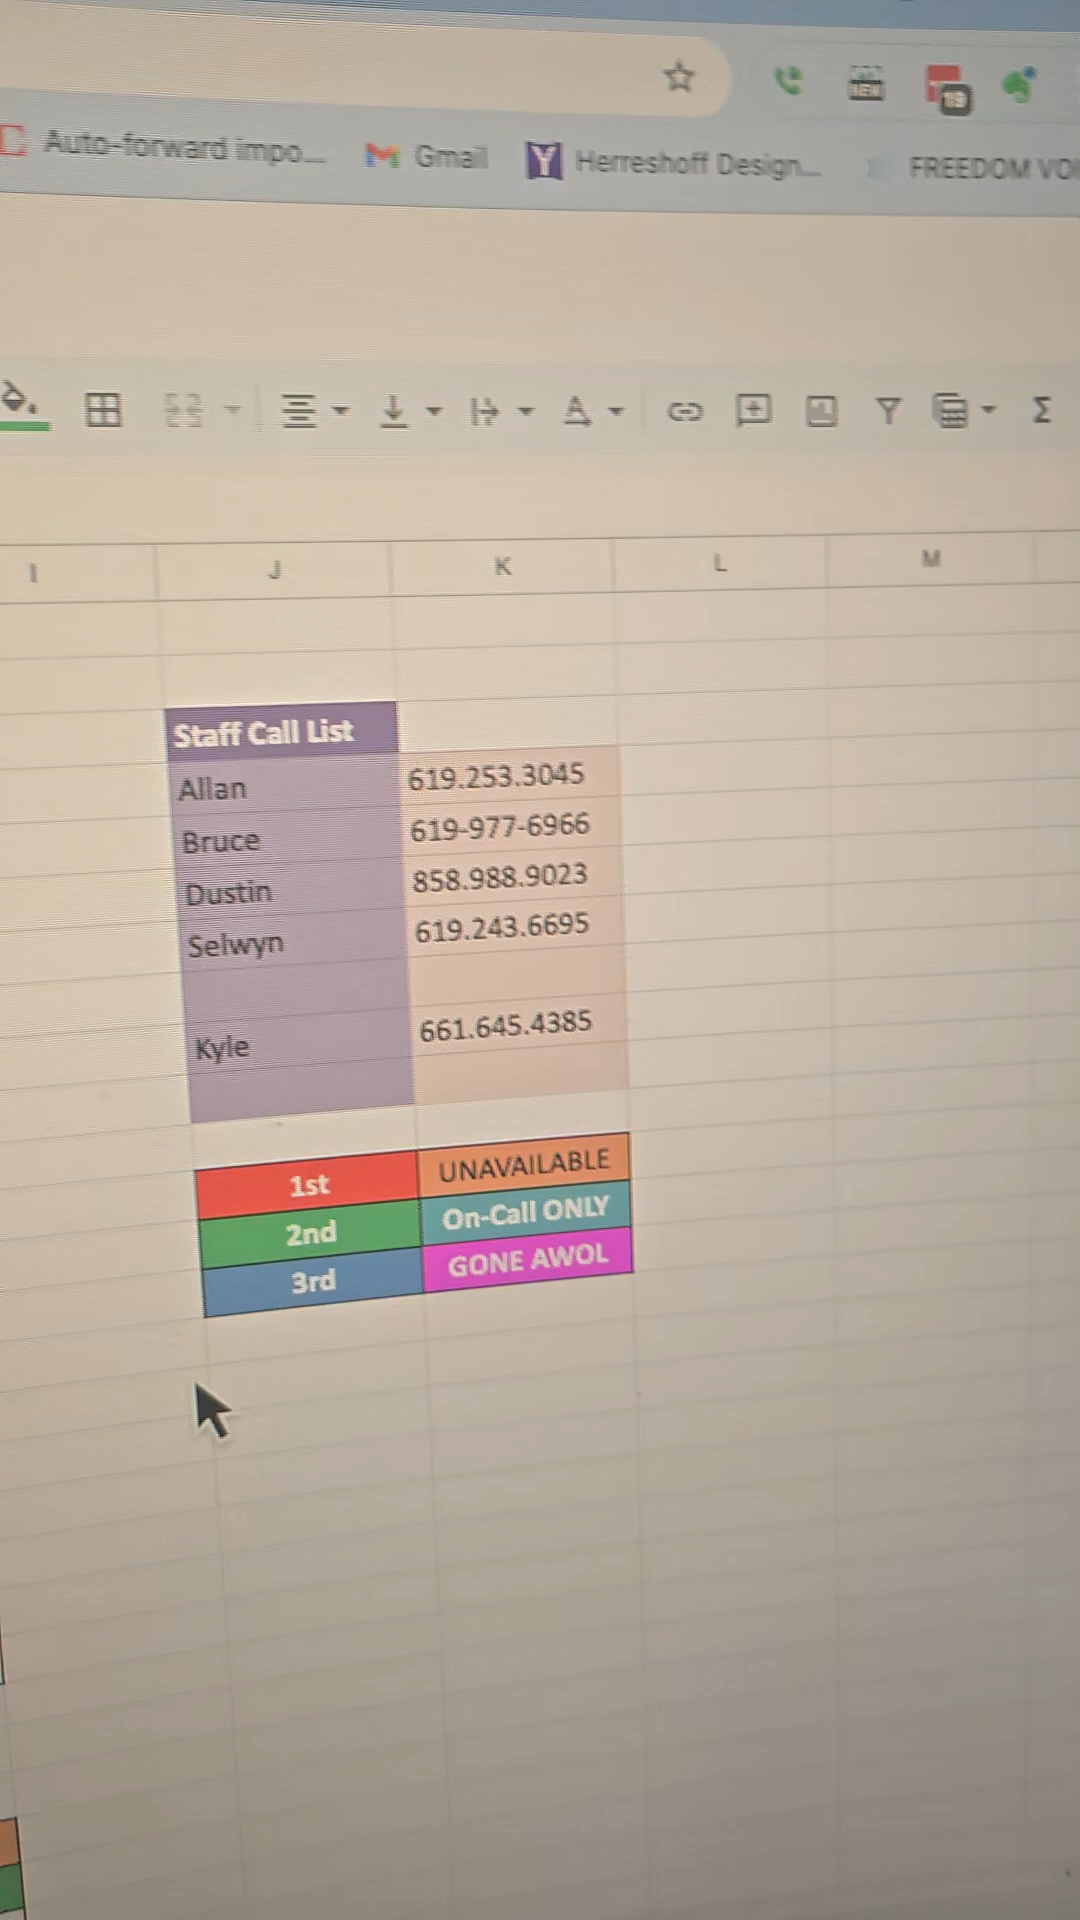 Auto-forward impo...
Gmail
Herreshoff Design...
FREEDOM
I J K L M
Staff Call List
Allan 619.253.3045
Bruce 619-977-6966
Dustin 858.988.9023
Selwyn 619.243.6695
Kyle 661.645.4385
1st UNAVAILABLE
2nd On-Call ONLY
3rd GONE AWOL